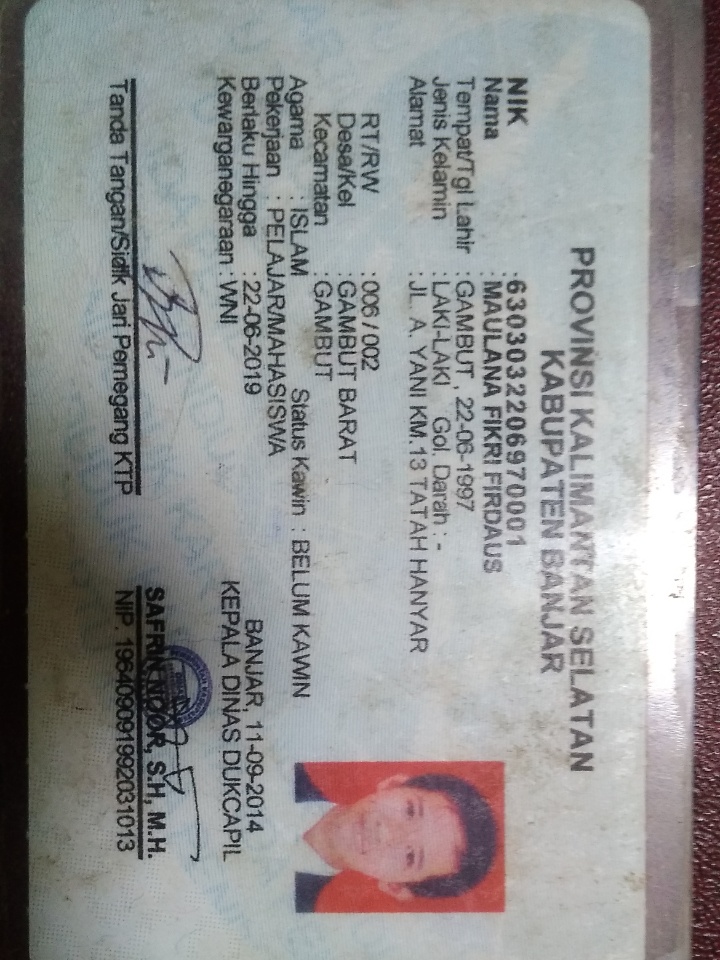 PROVINSI KALIMANTAN SELATAN
KABUPATEN BANJAR
NIK : 6303032206970001
Nama : MAULANA FIKRI FIRDAUS
Tempat/Tgl Lahir : GAMBUT , 22-06-1997
Jenis Kelamin : LAKI-LAKI Gol. Darah : -
Alamat : JL. A. YANI KM.13 TATAH HANYAR
RT/RW : 006 / 002
Desa/Kel : GAMBUT BARAT
Kecamatan : GAMBUT
Agama : ISLAM Status Kawin : BELUM KAWIN
Pekerjaan : PELAJAR/MAHASISWA
Berlaku Hingga : 22-06-2019
Kewarganegaraan : WNI
BANJAR, 11-09-2014
KEPALA DINAS DUKCAPIL
SAFRIN NOOR, S.H, M.H.
NIP. 196409091992031013
Tanda Tangan/Sidik Jari Pemegang KTP